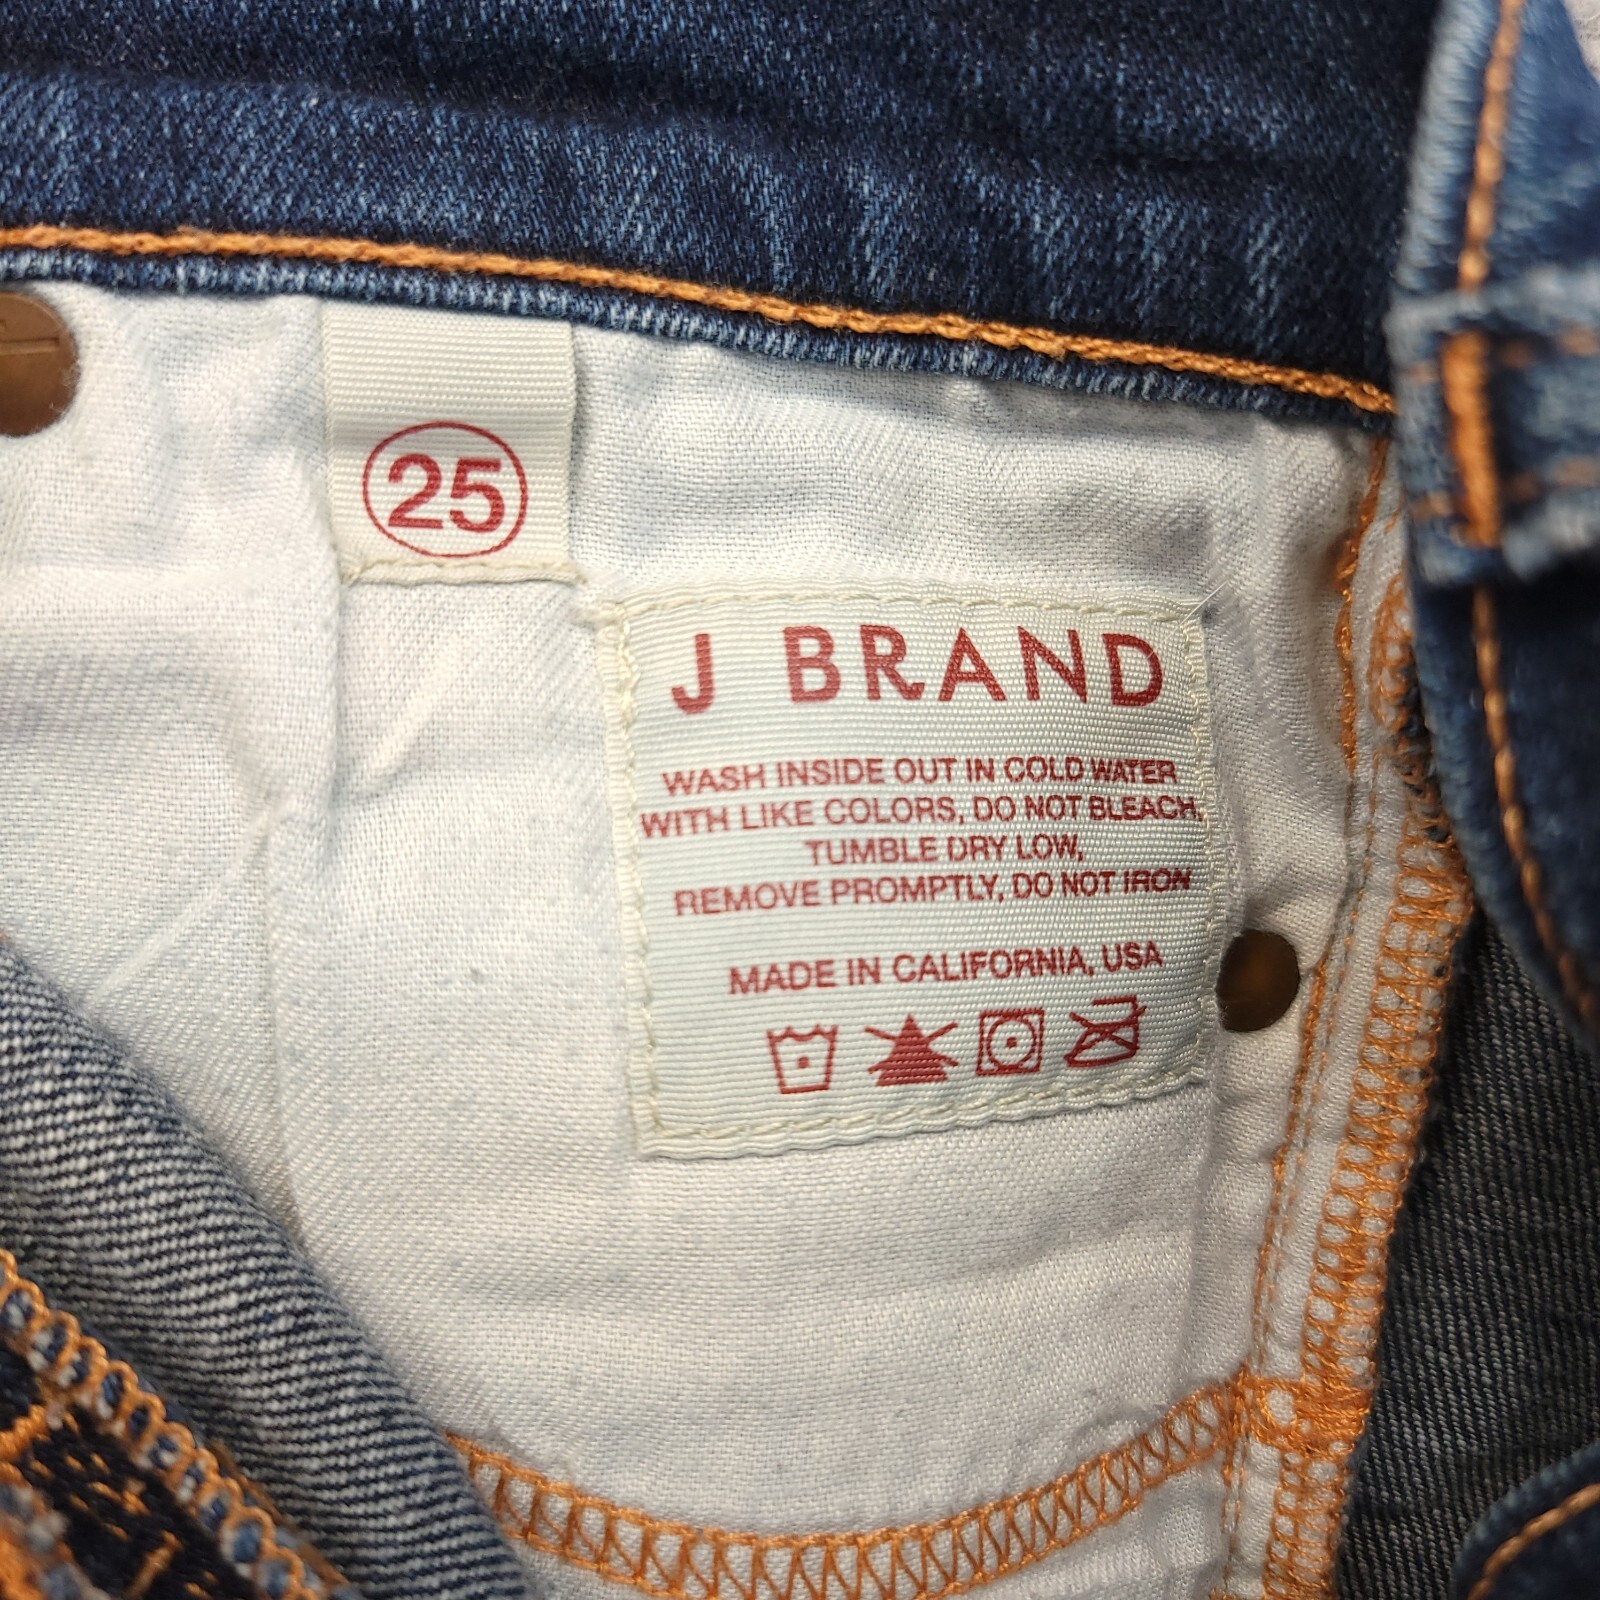 25
J BRAND
WASH INSIDE OUT IN COLD WATER
WITH LIKE COLORS, DO NOT BLEACH,
TUMBLE DRY LOW,
REMOVE PROMPTLY, DO NOT IRON
MADE IN CALIFORNIA, USA